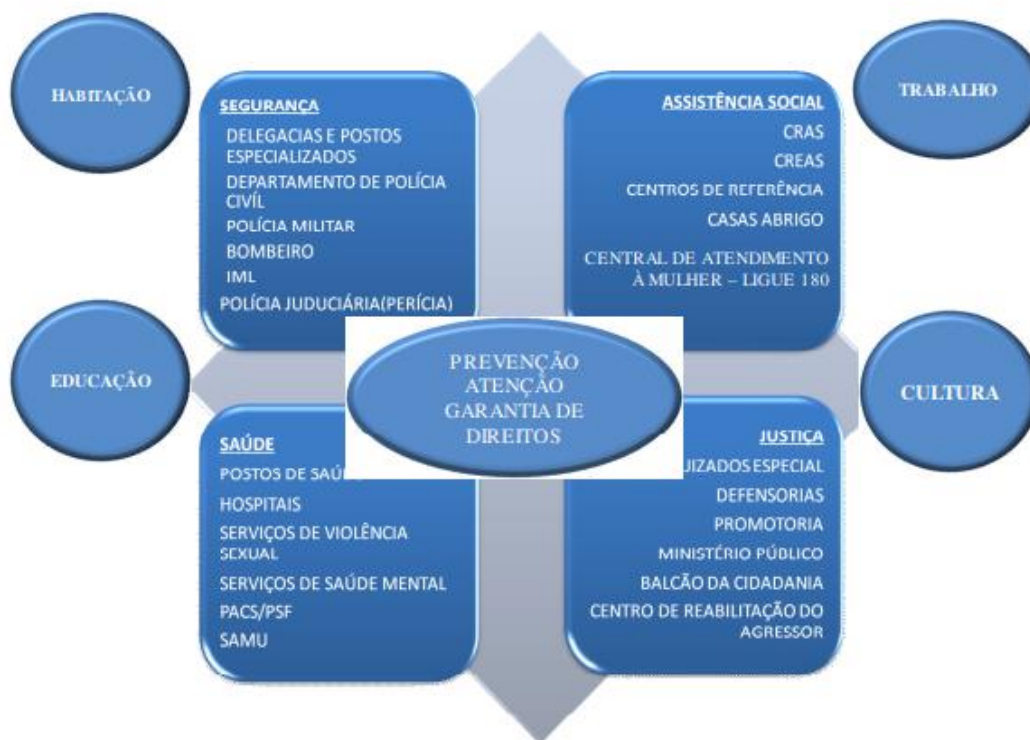 HABITAÇÃO
TRABALHO
SEGURANÇA
DELEGACIAS E POSTOS
ESPECIALIZADOS
DEPARTAMENTO DE POLÍCIA
CIVÍL
POLÍCIA MILITAR
BOMBEIRO
IML
POLÍCIA JUDUCIÁRIA(PERÍCIA)
ASSISTÊNCIA SOCIAL
CRAS
CREAS
CENTROS DE REFERÊNCIA
CASAS ABRIGO
CENTRAL DE ATENDIMENTO
À MULHER – LIGUE 180
EDUCAÇÃO
PREVENÇÃO
ATENÇÃO
GARANTIA DE
DIREITOS
CULTURA
SAÚDE
POSTOS DE
HOSPITAIS
SERVIÇOS DE VIOLÊNCIA
SEXUAL
SERVIÇOS DE SAÚDE MENTAL
PACS/PSF
SAMU
JUSTIÇA
ESPECIAL
DEFENSORIAS
PROMOTORIA
MINISTÉRIO PÚBLICO
BALCÃO DA CIDADANIA
CENTRO DE REABILITAÇÃO DO
AGRESSOR